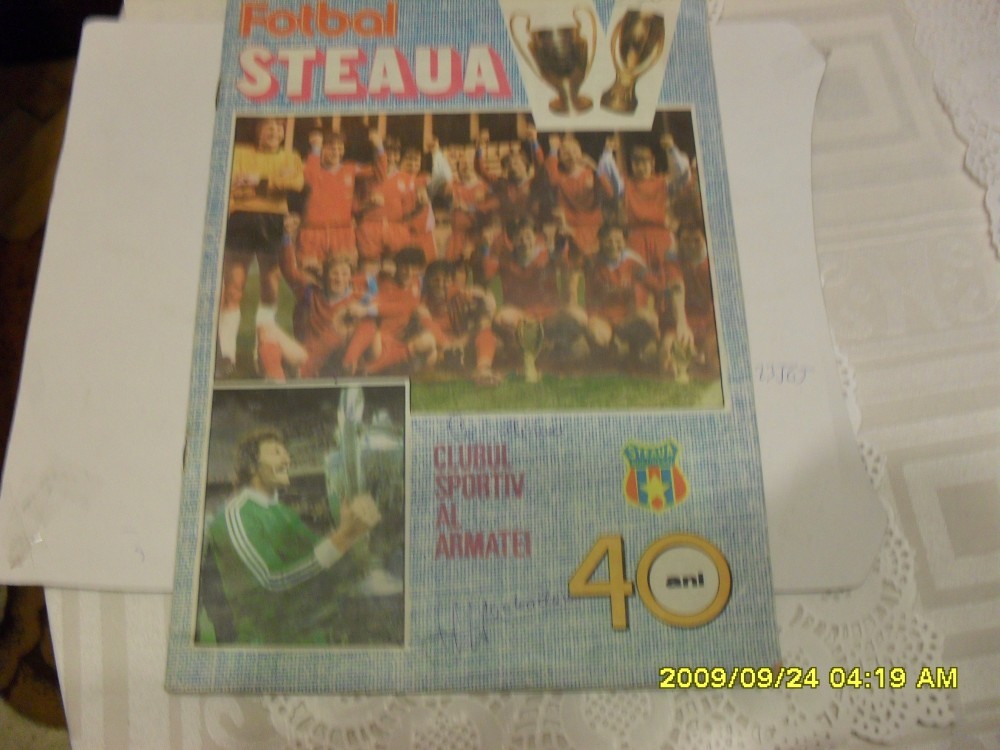 Fotbal
STEAUA
CLUBUL
SPORTIV
AL
ARMATEI
STEAUA
40
ani
2009/09/24 04:19 AM